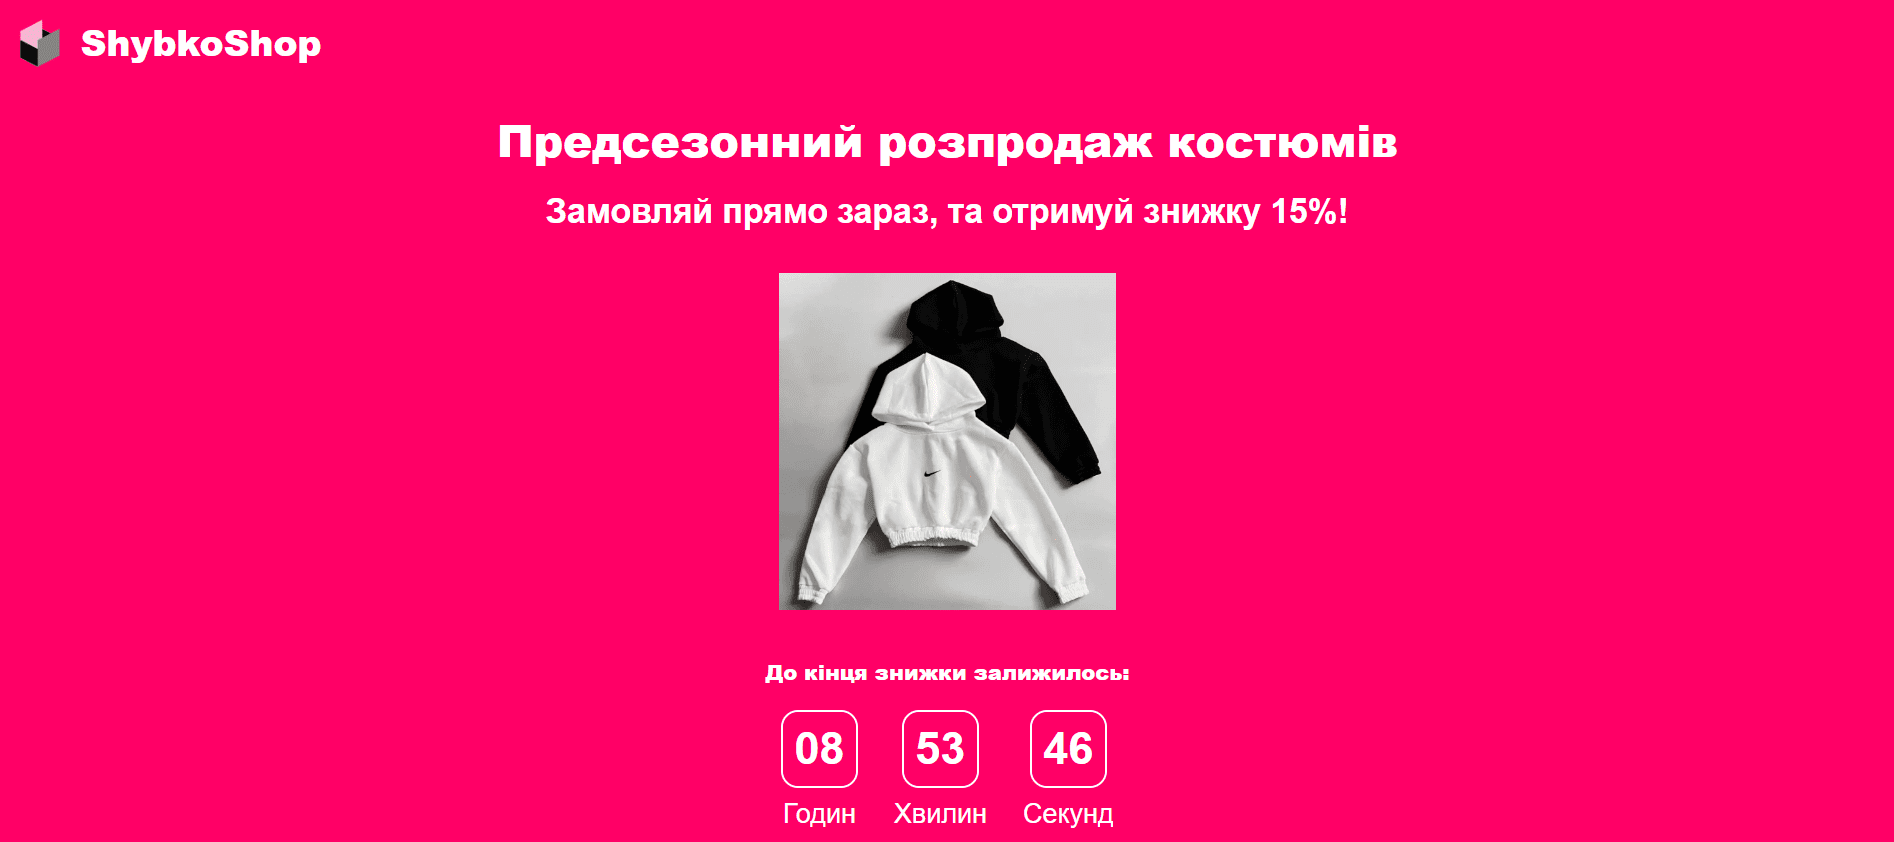 ShybkoShop
Предсезонний розпродаж костюмів
Замовляй прямо зараз, та отримуй знижку 15%!
До кінця знижки залижилось:
08 53 46
Годин Хвилин Секунд